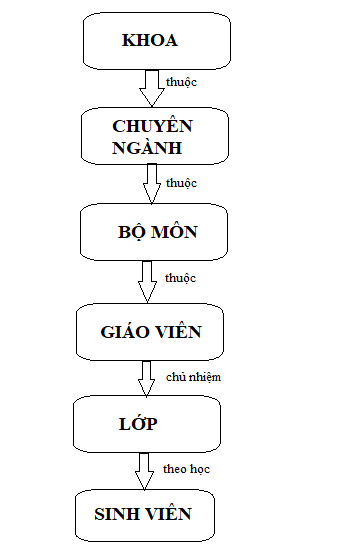 KHOA
thuộc
CHUYÊN
NGÀNH
thuộc
BỘ MÔN
thuộc
GIÁO VIÊN
chủ nhiệm
LỚP
theo học
SINH VIÊN